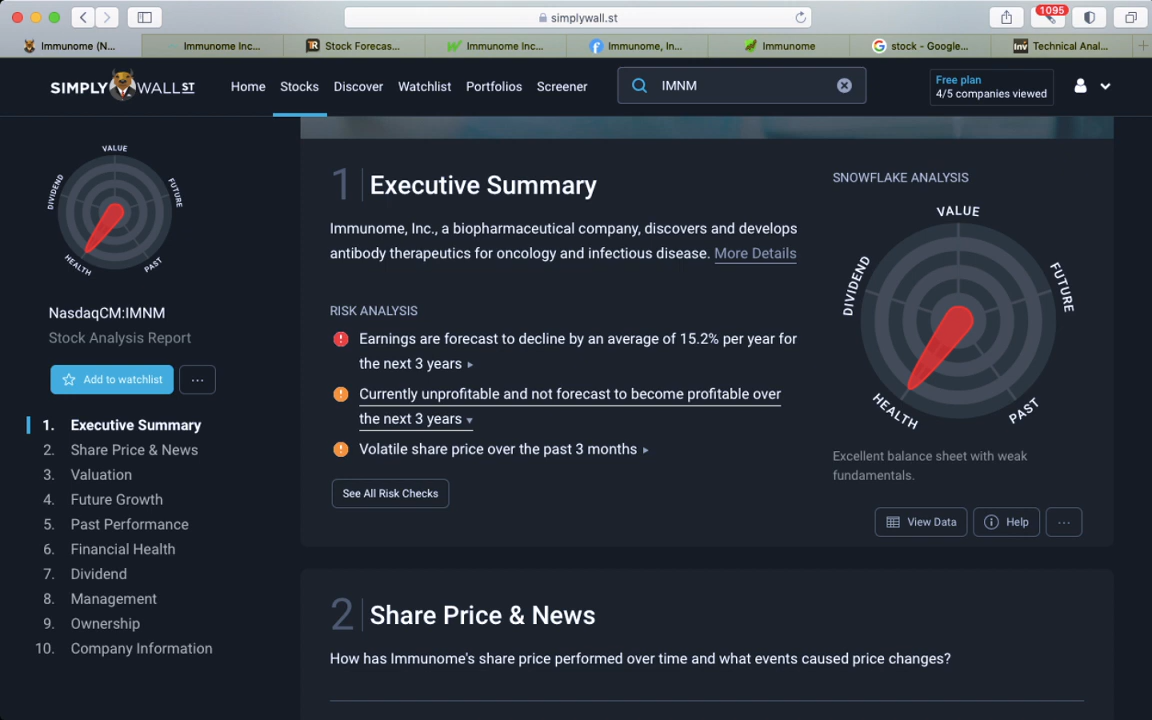 simplywall.st
1095
Immunome (N...
Immunome Inc...
Stock Forecas...
Immunome Inc...
Immunome, In...
Immunome
stock - Google...
Technical Anal...
SIMPLY WALL ST
Home
Stocks
Discover
Watchlist
Portfolios
Screener
IMNM
Free plan
4/5 companies viewed
VALUE
FUTURE
PAST
HEALTH
DIVIDEND
NasdaqCM:IMNM
Stock Analysis Report
Add to watchlist
...
1. Executive Summary
2. Share Price & News
3. Valuation
4. Future Growth
5. Past Performance
6. Financial Health
7. Dividend
8. Management
9. Ownership
10. Company Information
1 Executive Summary
Immunome, Inc., a biopharmaceutical company, discovers and develops
antibody therapeutics for oncology and infectious disease. More Details
RISK ANALYSIS
Earnings are forecast to decline by an average of 15.2% per year for
the next 3 years
Currently unprofitable and not forecast to become profitable over
the next 3 years
Volatile share price over the past 3 months
See All Risk Checks
SNOWFLAKE ANALYSIS
VALUE
FUTURE
PAST
HEALTH
DIVIDEND
Excellent balance sheet with weak
fundamentals.
View Data
Help
...
2 Share Price & News
How has Immunome's share price performed over time and what events caused price changes?